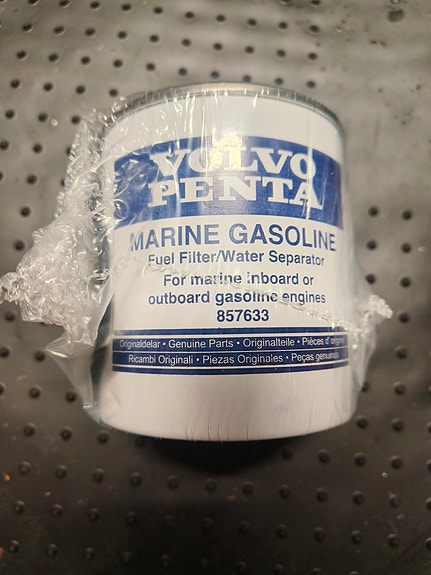 VOLVO
PENTA
MARINE GASOLINE
Fuel Filter/Water Separator
For marine inboard or
outboard gasoline engines
857633
Originaldelar • Genuine Parts • Originalteile • Pièces d'origine
Ricambi Originali • Piezas Originales • Peças genuinas